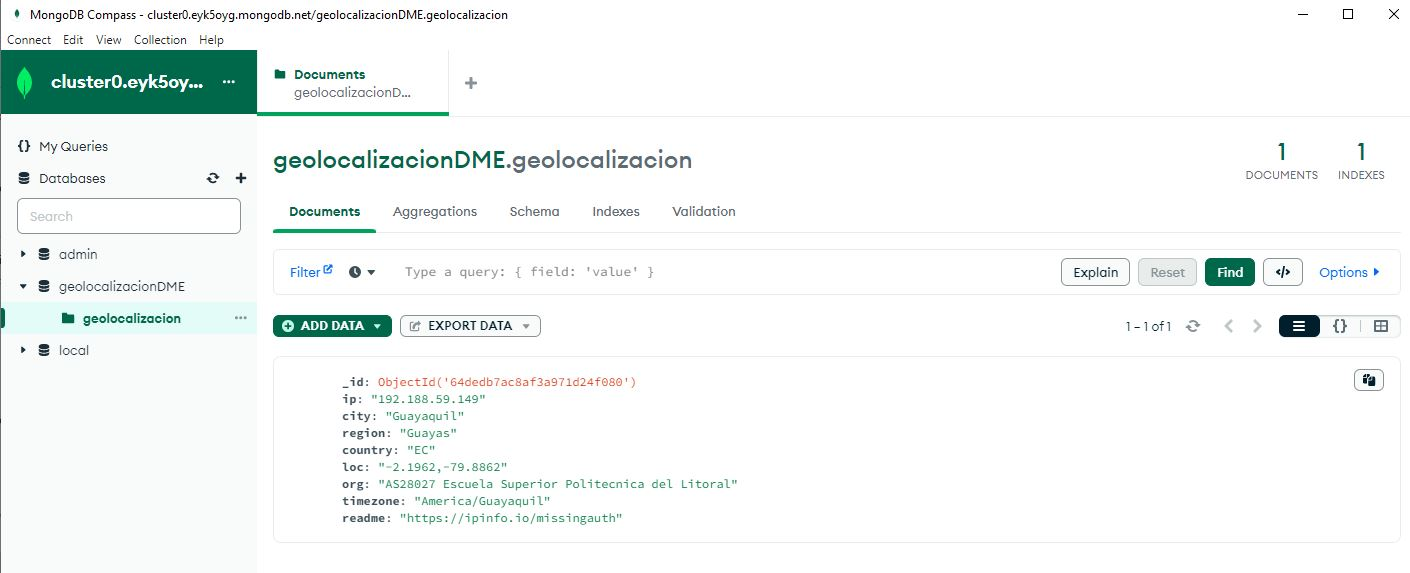 MongoDB Compass - cluster0.eyk5oyg.mongodb.net/geolocalizacionDME.geolocalizacion
Connect Edit View Collection Help
cluster0.eyk5oy... ...
Documents
geolocalizacionD...
{} My Queries
Databases
Search
admin
geolocalizacionDME
geolocalizacion ...
local
geolocalizacionDME.geolocalizacion
1
DOCUMENTS
1
INDEXES
Documents Aggregations Schema Indexes Validation
Filter Type a query: { field: 'value' } Explain Reset Find </> Options
ADD DATA EXPORT DATA 1 – 1 of 1 {}
_id: ObjectId('64dedb7ac8af3a971d24f080')
ip: "192.188.59.149"
city: "Guayaquil"
region: "Guayas"
country: "EC"
loc: "-2.1962,-79.8862"
org: "AS28027 Escuela Superior Politecnica del Litoral"
timezone: "America/Guayaquil"
readme: "https://ipinfo.io/missingauth"